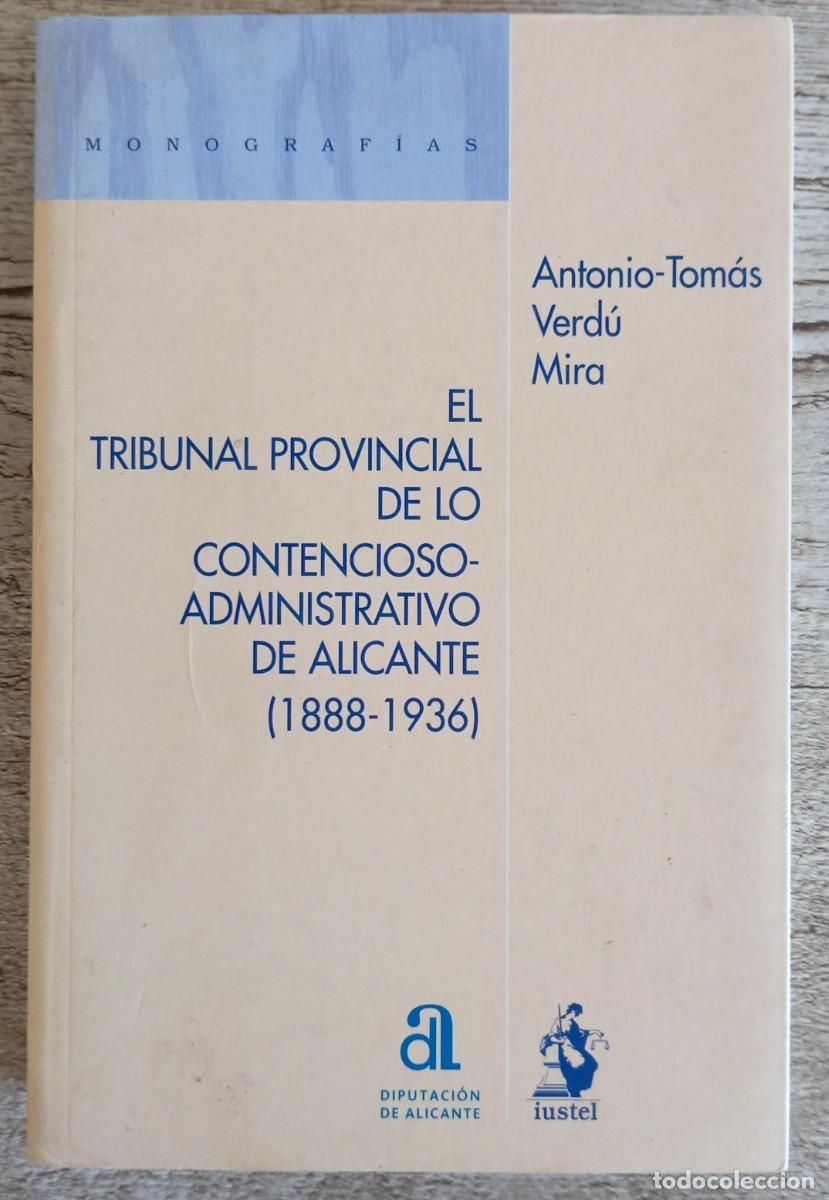 MONOGRAFÍAS
Antonio-Tomás
Verdú
Mira
EL
TRIBUNAL PROVINCIAL
DE LO
CONTENCIOSO-
ADMINISTRATIVO
DE ALICANTE
(1888-1936)
DIPUTACIÓN
DE ALICANTE
iustel
todocoleccion